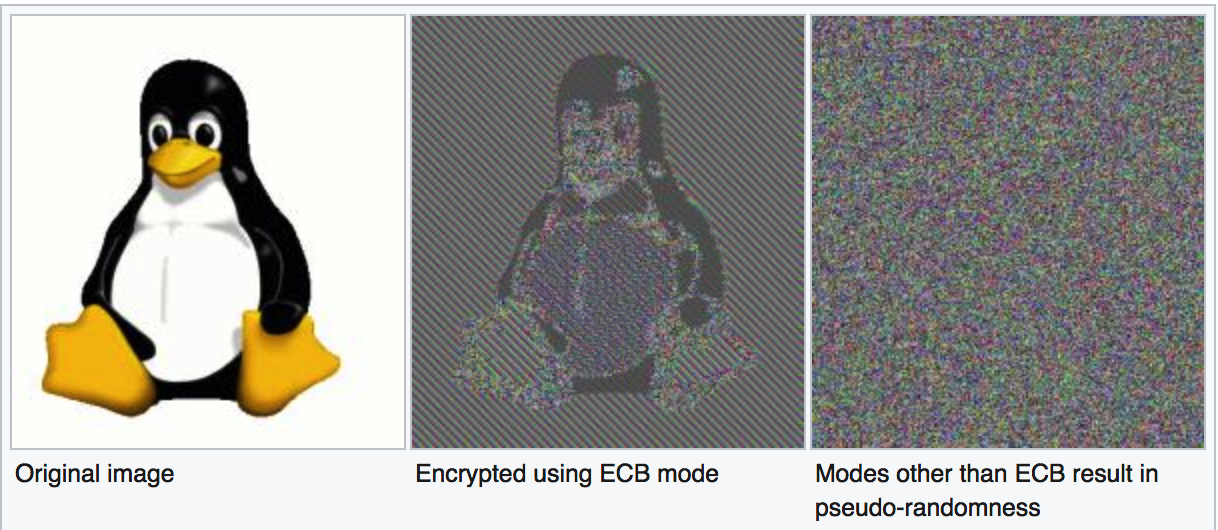 Original image
Encrypted using ECB mode
Modes other than ECB result in
pseudo-randomness